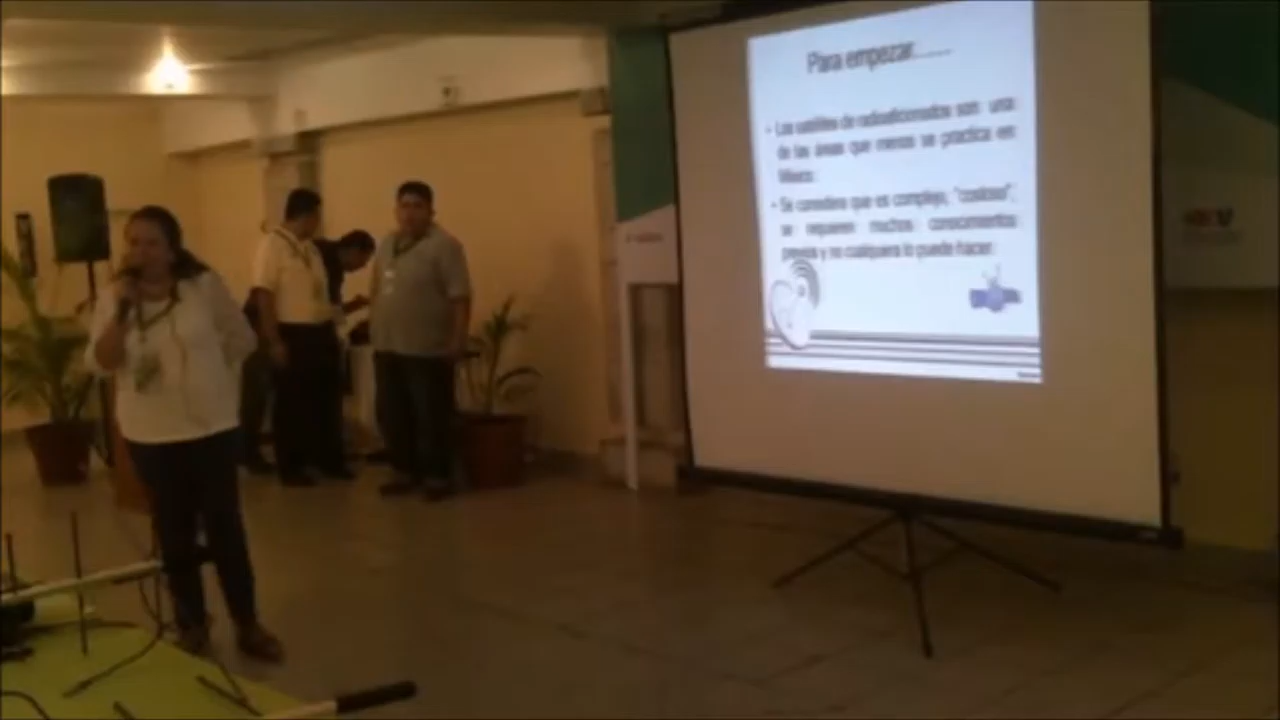 Para empezar.......
• Los satélites de radioaficionados son una
de las áreas que menos se practica en
México.
• Se considera que es complejo, "costoso",
se requieren muchos conocimientos
previos y no cualquiera lo puede hacer.